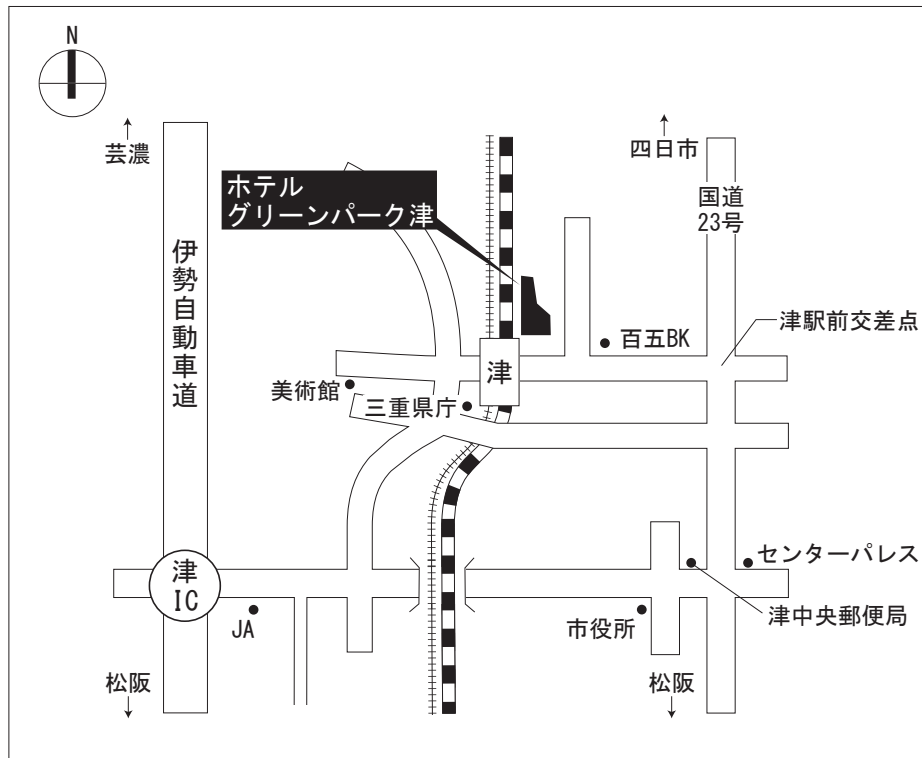 N
芸濃
四日市
ホテル
グリーンパーク津
国道
23号
伊勢自動車道
津駅前交差点
百五BK
津
美術館
三重県庁
センターパレス
津
IC
津中央郵便局
JA
市役所
松阪
松阪